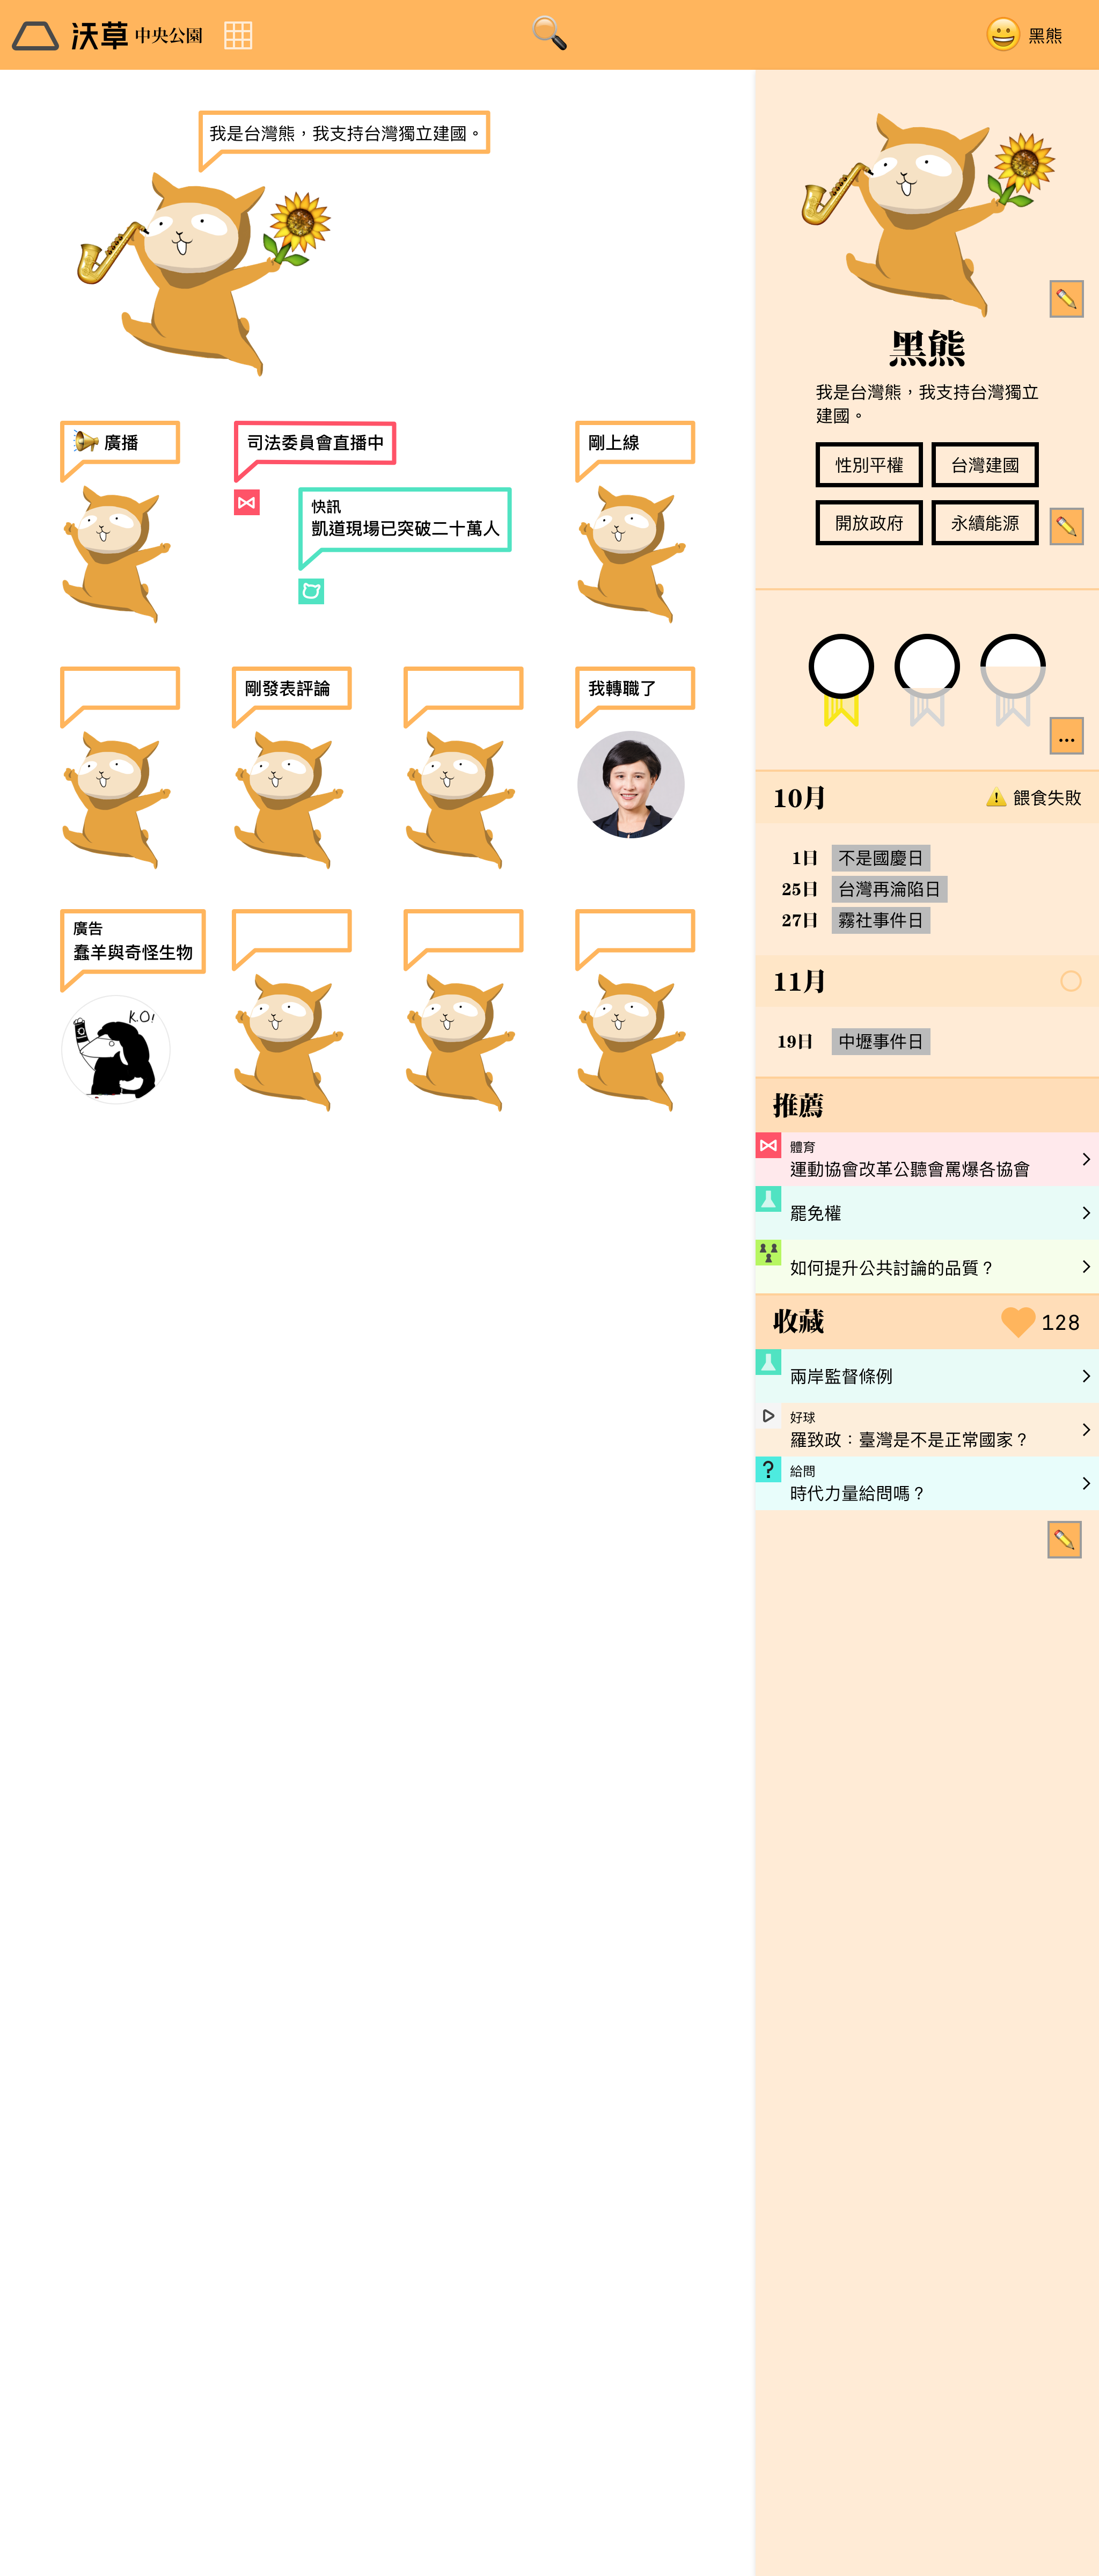 沃草 中央公園
黑熊
我是台灣熊，我支持台灣獨立建國。
廣播
司法委員會直播中
剛上線
快訊
凱道現場已突破二十萬人
剛發表評論
我轉職了
廣告
蠢羊與奇怪生物
K.O!
黑熊
我是台灣熊，我支持台灣獨立
建國。
性別平權
台灣建國
開放政府
永續能源
...
10月
餵食失敗
1日 不是國慶日
25日 台灣再淪陷日
27日 霧社事件日
11月
19日 中壢事件日
推薦
體育
運動協會改革公聽會罵爆各協會
罷免權
如何提升公共討論的品質？
收藏
128
兩岸監督條例
好球
羅致政：臺灣是不是正常國家？
?
給問
時代力量給問嗎？